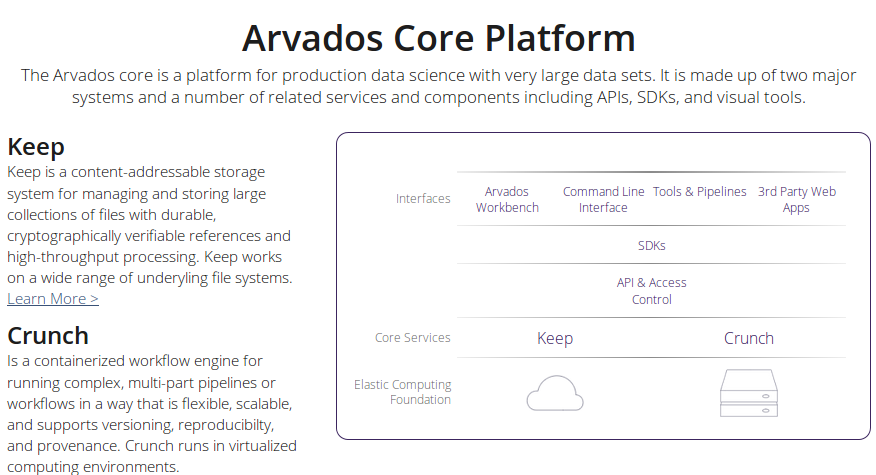 Arvados Core Platform
The Arvados core is a platform for production data science with very large data sets. It is made up of two major
systems and a number of related services and components including APIs, SDKs, and visual tools.
Keep
Keep is a content-addressable storage
system for managing and storing large
collections of files with durable,
cryptographically verifiable references and
high-throughput processing. Keep works
on a wide range of underyling file systems.
Learn More >
Crunch
Is a containerized workflow engine for
running complex, multi-part pipelines or
workflows in a way that is flexible, scalable,
and supports versioning, reproducibilty,
and provenance. Crunch runs in virtualized
computing environments.
Interfaces
Arvados
Workbench
Command Line
Interface
Tools & Pipelines
3rd Party Web
Apps
SDKs
API & Access
Control
Core Services
Keep
Crunch
Elastic Computing
Foundation